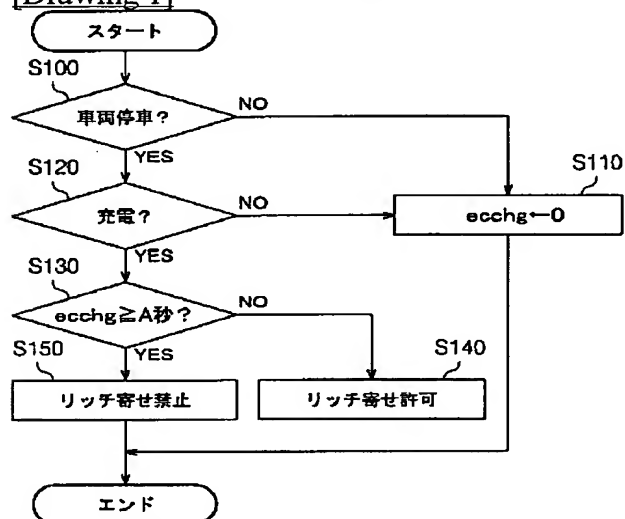 [Drawing 1]
スタート
S100
車両停車？
NO
YES
S120
充電？
NO
YES
S110
ecchg←0
S130
ecchg≧A秒？
NO
YES
S150
リッチ寄せ禁止
S140
リッチ寄せ許可
エンド